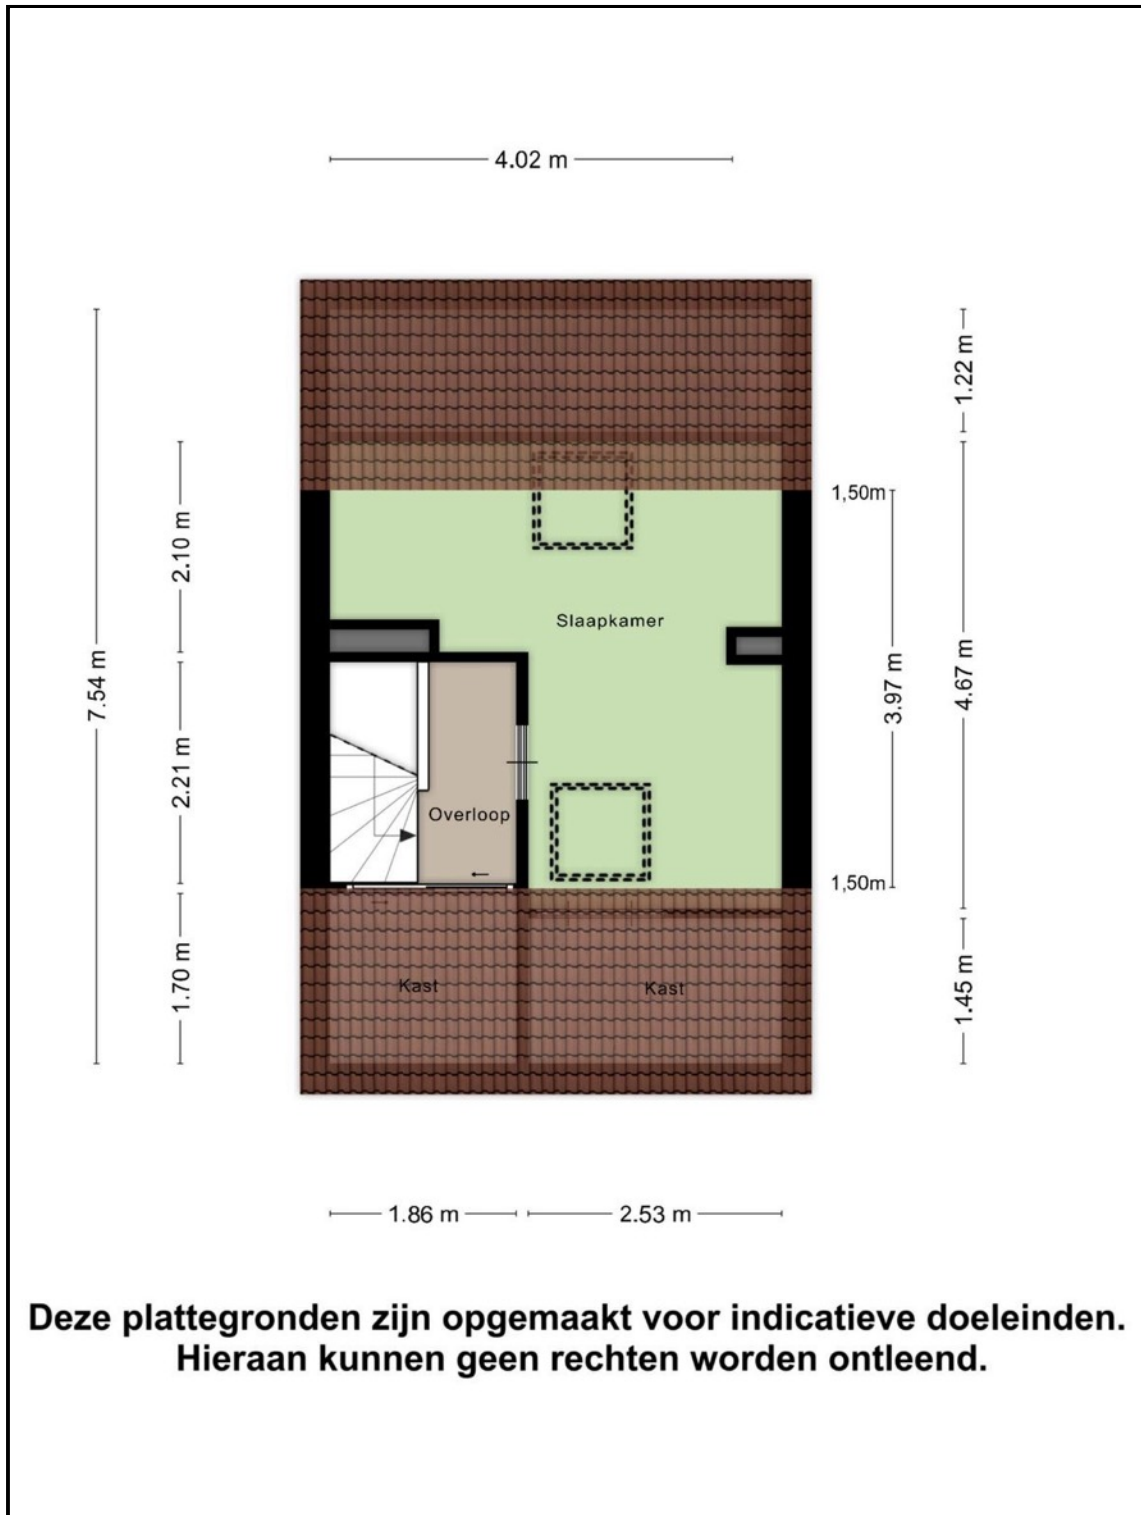 4.02 m
1.22 m
1,50m
2.10 m
Slaapkamer
7.54 m
3.97 m
4.67 m
2.21 m
Overloop
1,50m
1.70 m
Kast
Kast
1.45 m
1.86 m
2.53 m
Deze plattegronden zijn opgemaakt voor indicatieve doeleinden.
Hieraan kunnen geen rechten worden ontleend.